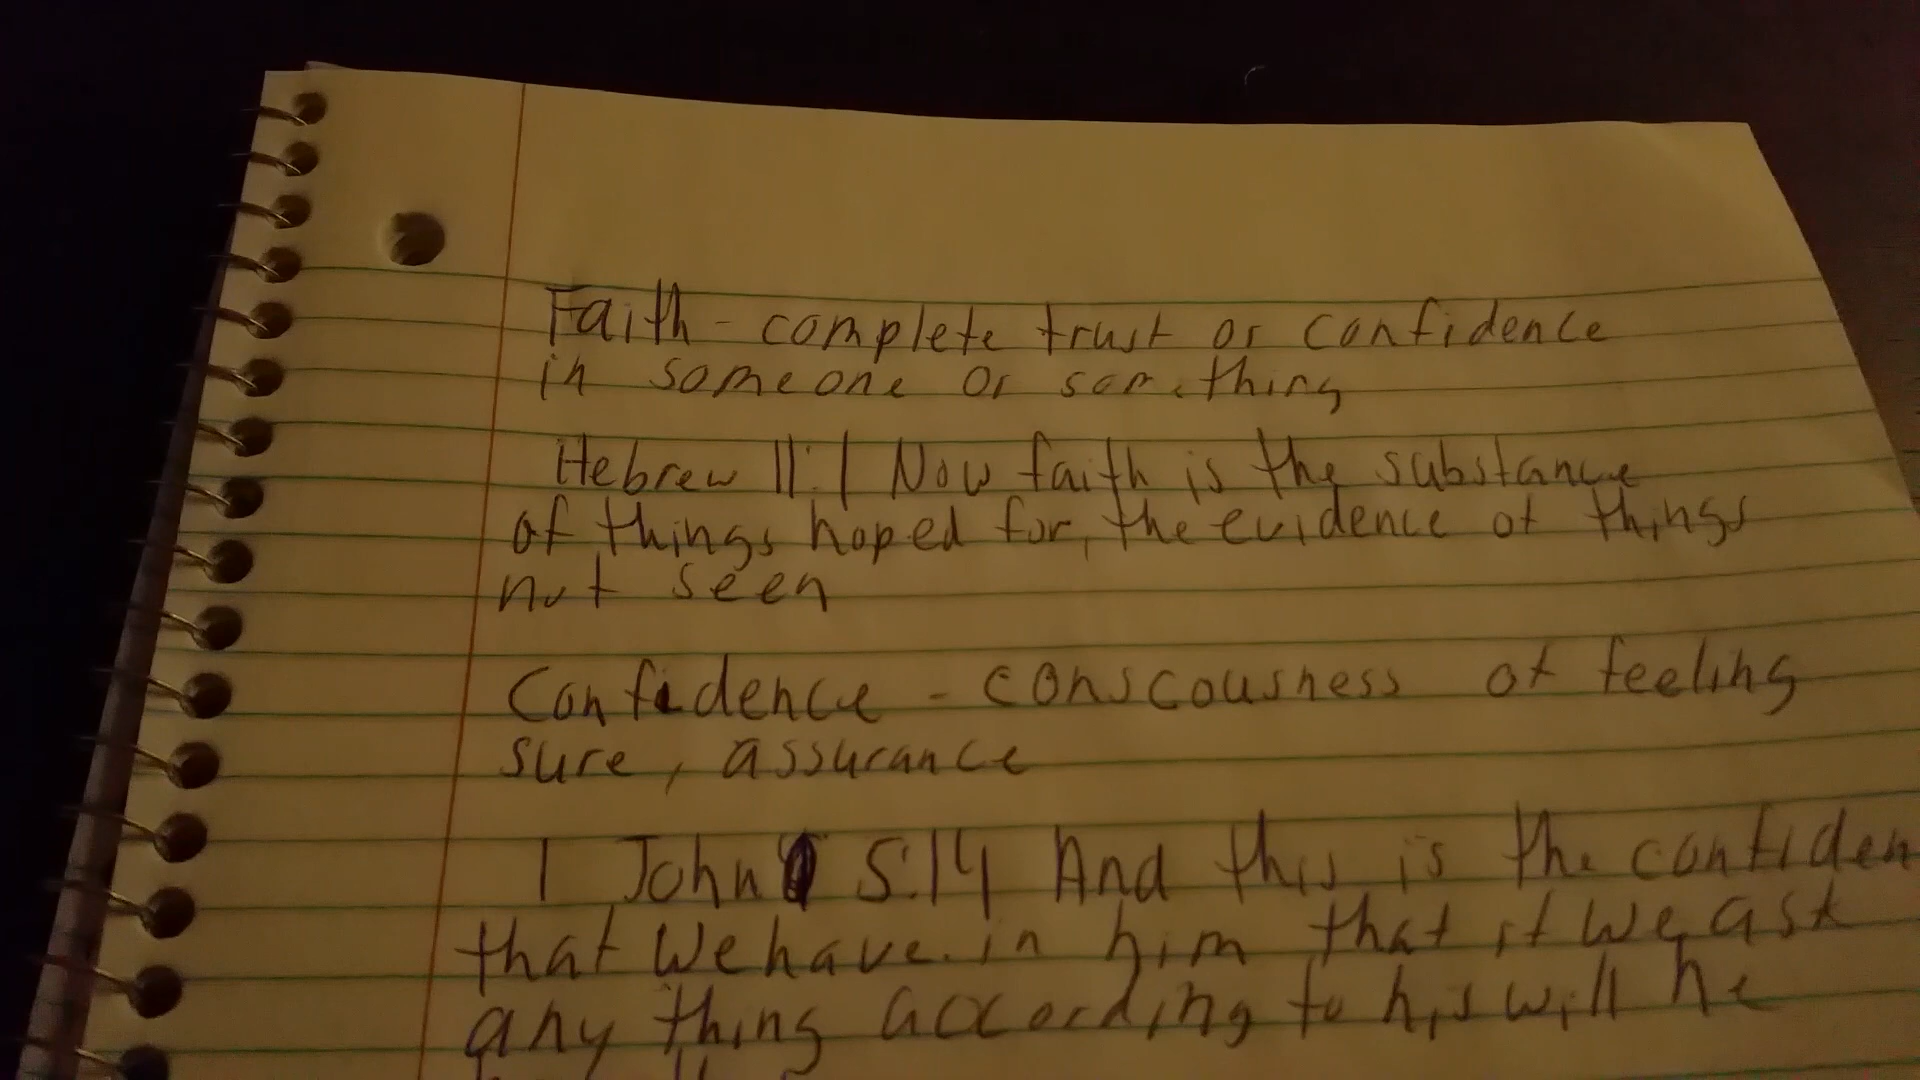 Faith - complete trust or confidence
in someone or something
Hebrew 11:1 Now faith is the substance
of things hoped for, the evidence of things
not seen
Confidence - conscousness of feeling
sure, assurance
1 John 5:14 And this is the confiden
that we have in him that if we ask
any thing according to his will he